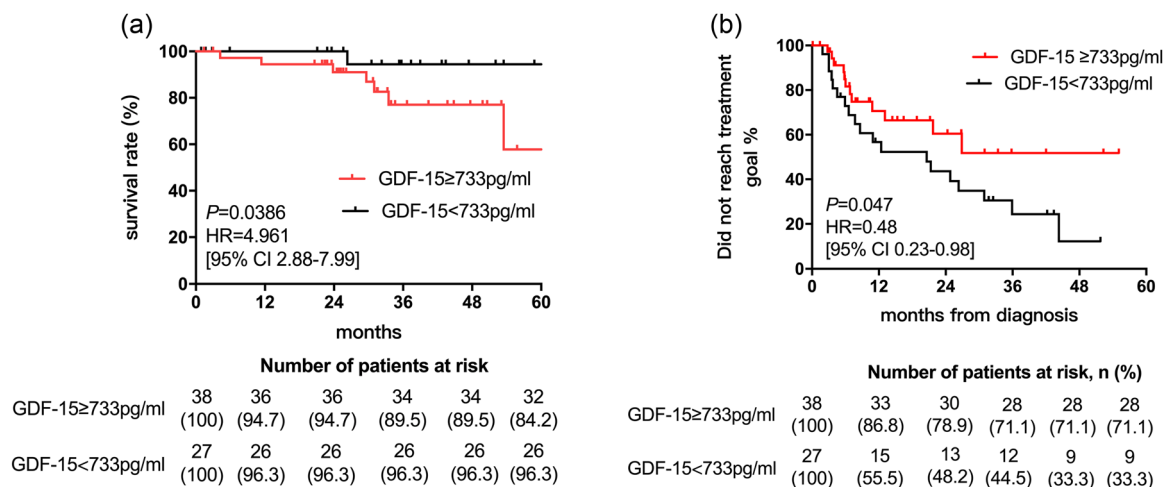 (a)
100
80
60
40
20
0
survival rate (%)
GDF-15≥733pg/ml
GDF-15<733pg/ml
P=0.0386
HR=4.961
[95% CI 2.88-7.99]
0 12 24 36 48 60
months
Number of patients at risk
GDF-15≥733pg/ml
38 36 36 34 34 32
(100) (94.7) (94.7) (89.5) (89.5) (84.2)
GDF-15<733pg/ml
27 26 26 26 26 26
(100) (96.3) (96.3) (96.3) (96.3) (96.3)
(b)
100
80
60
40
20
0
Did not reach treatment
goal %
GDF-15 ≥733pg/ml
GDF-15<733pg/ml
P=0.047
HR=0.48
[95% CI 0.23-0.98]
0 12 24 36 48 60
months from diagnosis
Number of patients at risk, n (%)
GDF-15≥733pg/ml
38 33 30 28 28 28
(100) (86.8) (78.9) (71.1) (71.1) (71.1)
GDF-15<733pg/ml
27 15 13 12 9 9
(100) (55.5) (48.2) (44.5) (33.3) (33.3)